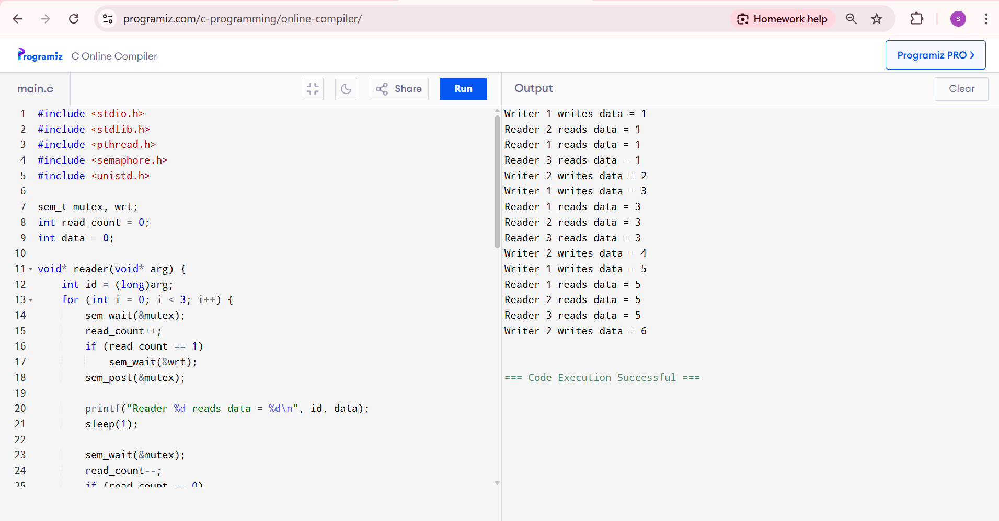 programiz.com/c-programming/online-compiler/
Homework help
s
Programiz
C Online Compiler
Programiz PRO
main.c
Share
Run
Output
Clear
1 #include <stdio.h>
2 #include <stdlib.h>
3 #include <pthread.h>
4 #include <semaphore.h>
5 #include <unistd.h>
6
7 sem_t mutex, wrt;
8 int read_count = 0;
9 int data = 0;
10
11 void* reader(void* arg) {
12 int id = (long)arg;
13 for (int i = 0; i < 3; i++) {
14 sem_wait(&mutex);
15 read_count++;
16 if (read_count == 1)
17 sem_wait(&wrt);
18 sem_post(&mutex);
19
20 printf("Reader %d reads data = %d\n", id, data);
21 sleep(1);
22
23 sem_wait(&mutex);
24 read_count--;
25 if (read_count == 0)
Writer 1 writes data = 1
Reader 2 reads data = 1
Reader 1 reads data = 1
Reader 3 reads data = 1
Writer 2 writes data = 2
Writer 1 writes data = 3
Reader 1 reads data = 3
Reader 2 reads data = 3
Reader 3 reads data = 3
Writer 2 writes data = 4
Writer 1 writes data = 5
Reader 1 reads data = 5
Reader 2 reads data = 5
Reader 3 reads data = 5
Writer 2 writes data = 6
=== Code Execution Successful ===